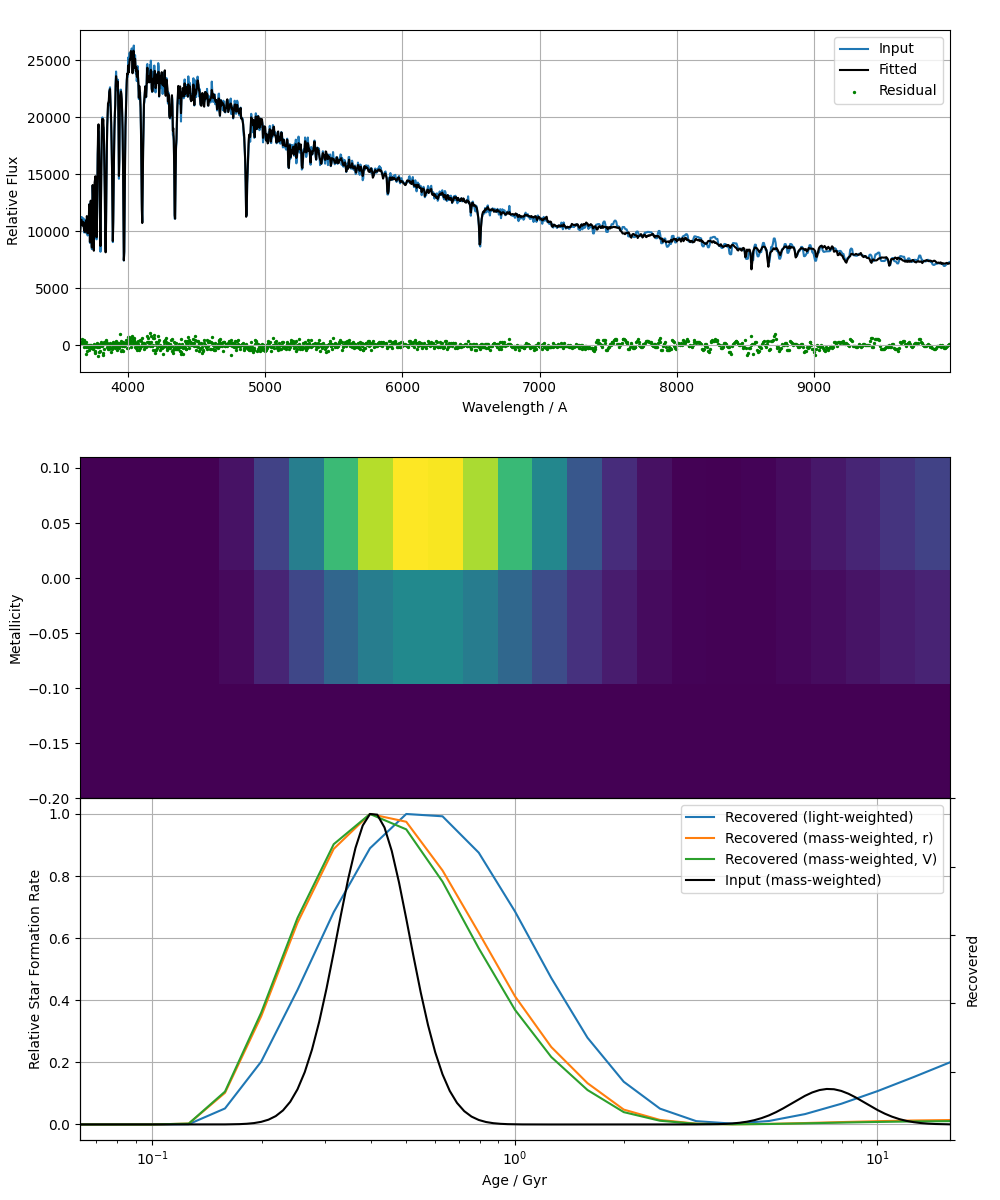 25000
20000
15000
10000
5000
0
Relative Flux
Input
Fitted
Residual
4000
5000
6000
7000
8000
9000
Wavelength / A
0.10
0.05
0.00
−0.05
−0.10
−0.15
−0.20
Metallicity
1.0
0.8
0.6
0.4
0.2
0.0
Relative Star Formation Rate
Recovered (light-weighted)
Recovered (mass-weighted, r)
Recovered (mass-weighted, V)
Input (mass-weighted)
Recovered
10⁻¹
10⁰
10¹
Age / Gyr